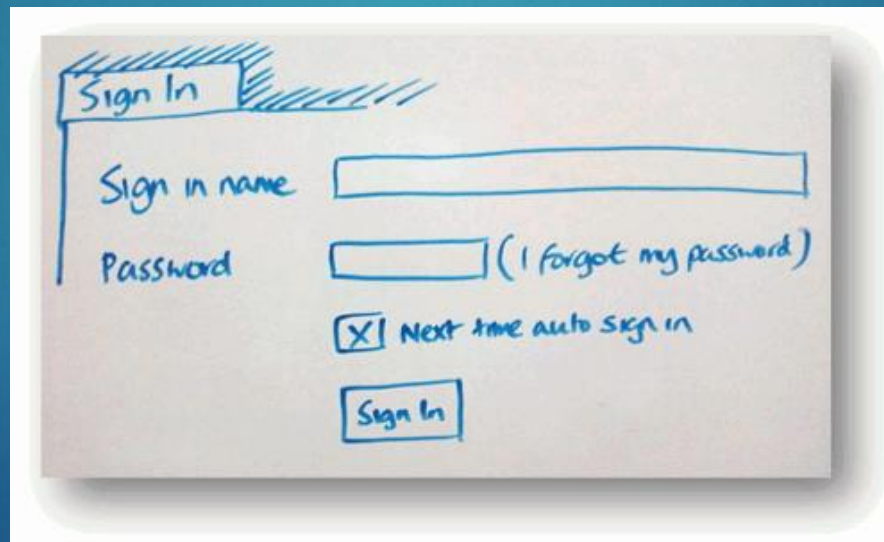 Sign In
Sign in name
Password (I forgot my password)
X Next time auto sign in
Sign In